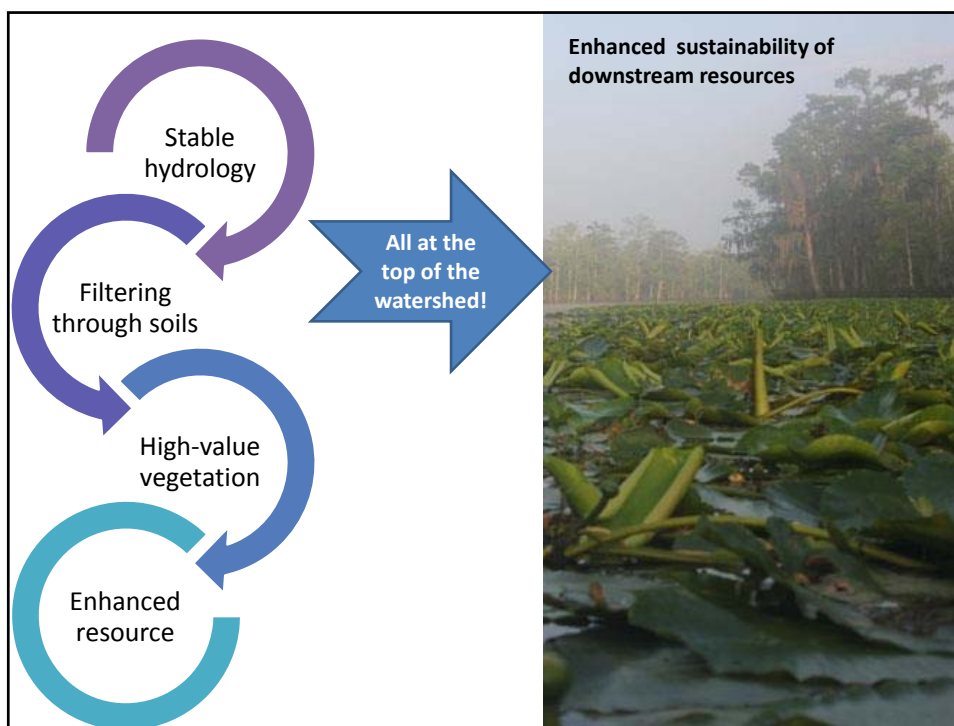 Stable
hydrology
Filtering
through soils
High-value
vegetation
Enhanced
resource
All at the
top of the
watershed!
Enhanced sustainability of
downstream resources